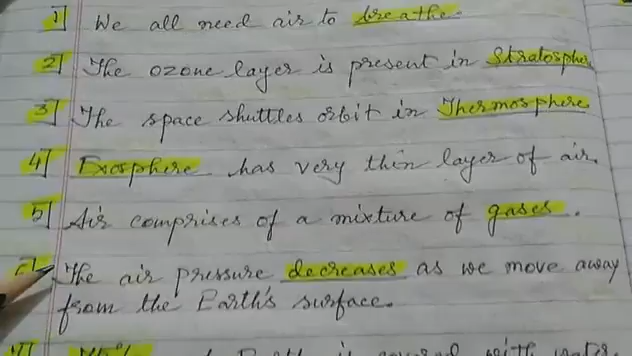 1] We all need air to breathe
2] The ozone layer is present in Stratospher
3] The space shuttles orbit in Thermosphere
4] Exosphere has very thin layer of air.
5] Air comprises of a mixture of gases.
The air pressure decreases as we move away
from the Earth's surface.